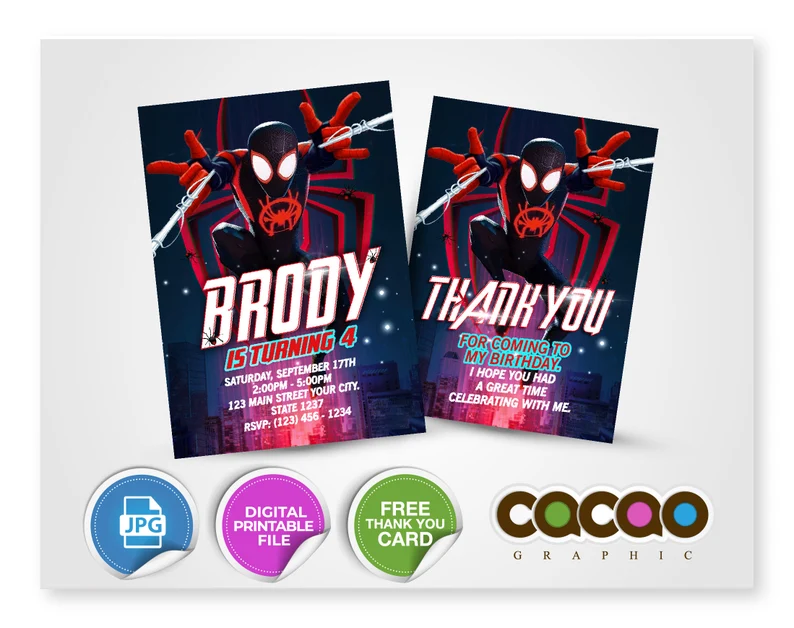 BRODY
IS TURNING 4
SATURDAY, SEPTEMBER 17TH
2:00PM - 5:00PM
123 MAIN STREET YOUR CITY.
STATE 1237
RSVP: (123) 456 - 1234
THANK YOU
FOR COMING TO
MY BIRTHDAY.
I HOPE YOU HAD
A GREAT TIME
CELEBRATING WITH ME.
JPG
DIGITAL
PRINTABLE
FILE
FREE
THANK YOU
CARD
cacao
GRAPHIC